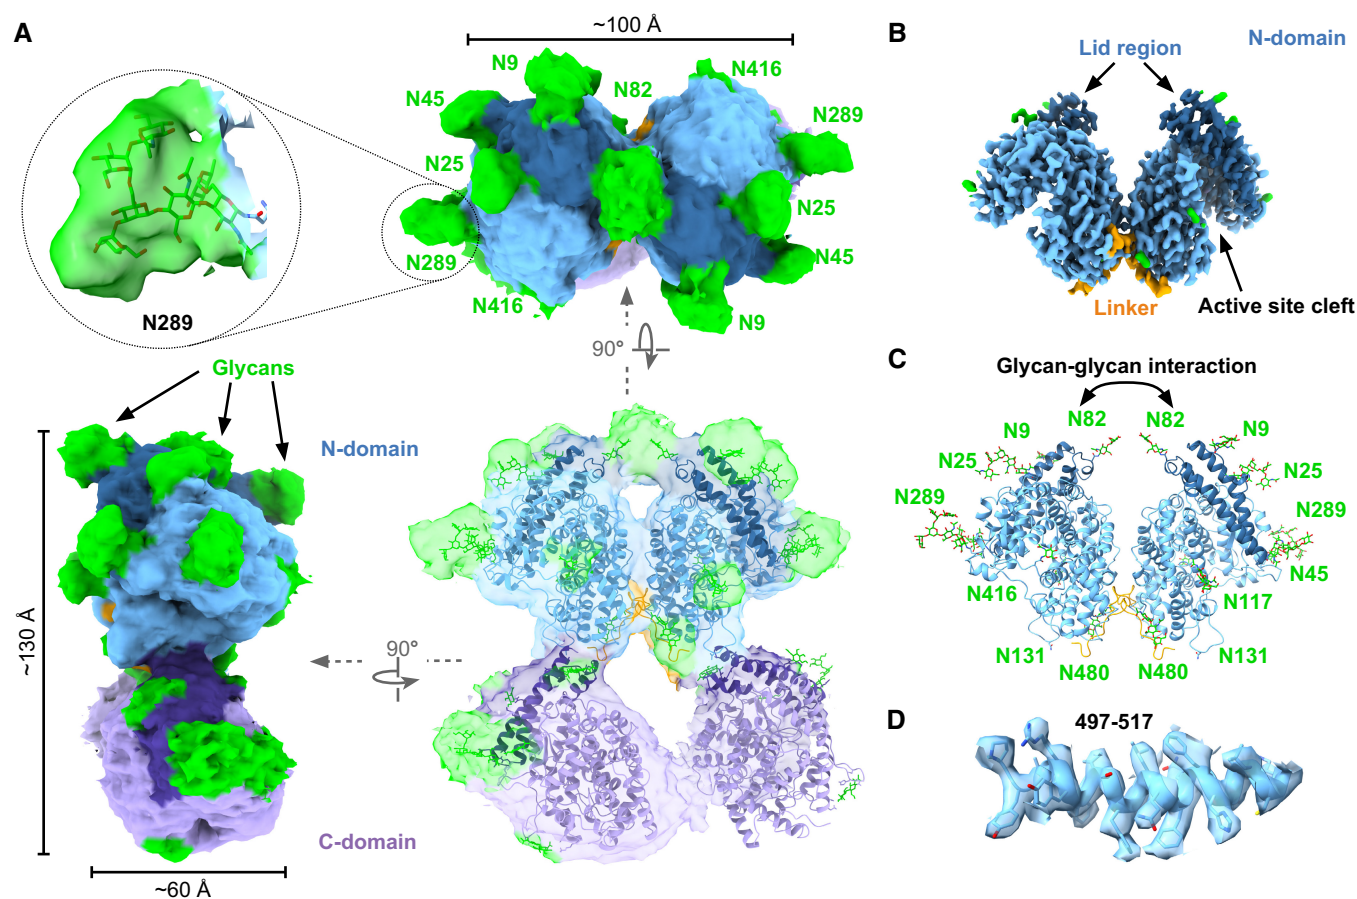 A
~100 Å
N9
N82
N416
N45
N289
N25
N25
N289
N45
N416
N9
N289
90°
Glycans
N-domain
~130 Å
90°
C-domain
~60 Å
B
N-domain
Lid region
Linker
Active site cleft
C
Glycan-glycan interaction
N82
N82
N9
N9
N25
N25
N289
N289
N45
N416
N117
N131
N480
N480
N131
D
497-517